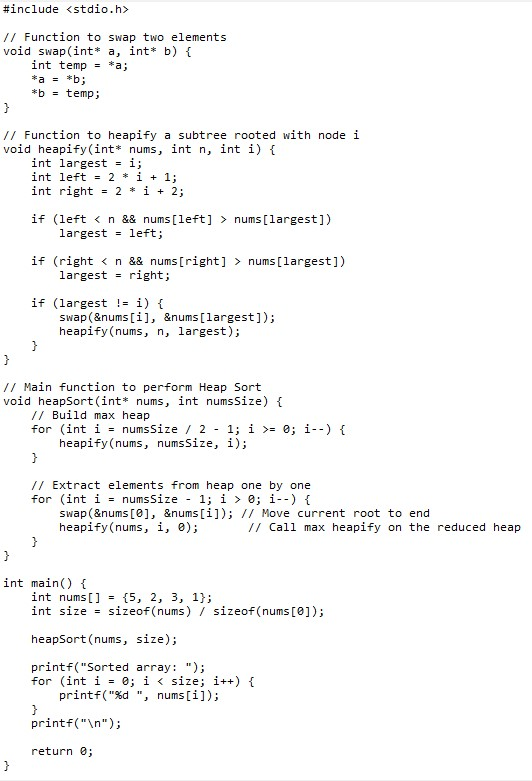 #include <stdio.h>

// Function to swap two elements
void swap(int* a, int* b) {
    int temp = *a;
    *a = *b;
    *b = temp;
}

// Function to heapify a subtree rooted with node i
void heapify(int* nums, int n, int i) {
    int largest = i;
    int left = 2 * i + 1;
    int right = 2 * i + 2;

    if (left < n && nums[left] > nums[largest])
        largest = left;

    if (right < n && nums[right] > nums[largest])
        largest = right;

    if (largest != i) {
        swap(&nums[i], &nums[largest]);
        heapify(nums, n, largest);
    }
}

// Main function to perform Heap Sort
void heapSort(int* nums, int numsSize) {
    // Build max heap
    for (int i = numsSize / 2 - 1; i >= 0; i--) {
        heapify(nums, numsSize, i);
    }

    // Extract elements from heap one by one
    for (int i = numsSize - 1; i > 0; i--) {
        swap(&nums[0], &nums[i]); // Move current root to end
        heapify(nums, i, 0);       // Call max heapify on the reduced heap
    }
}

int main() {
    int nums[] = {5, 2, 3, 1};
    int size = sizeof(nums) / sizeof(nums[0]);

    heapSort(nums, size);

    printf("Sorted array: ");
    for (int i = 0; i < size; i++) {
        printf("%d ", nums[i]);
    }
    printf("\n");

    return 0;
}